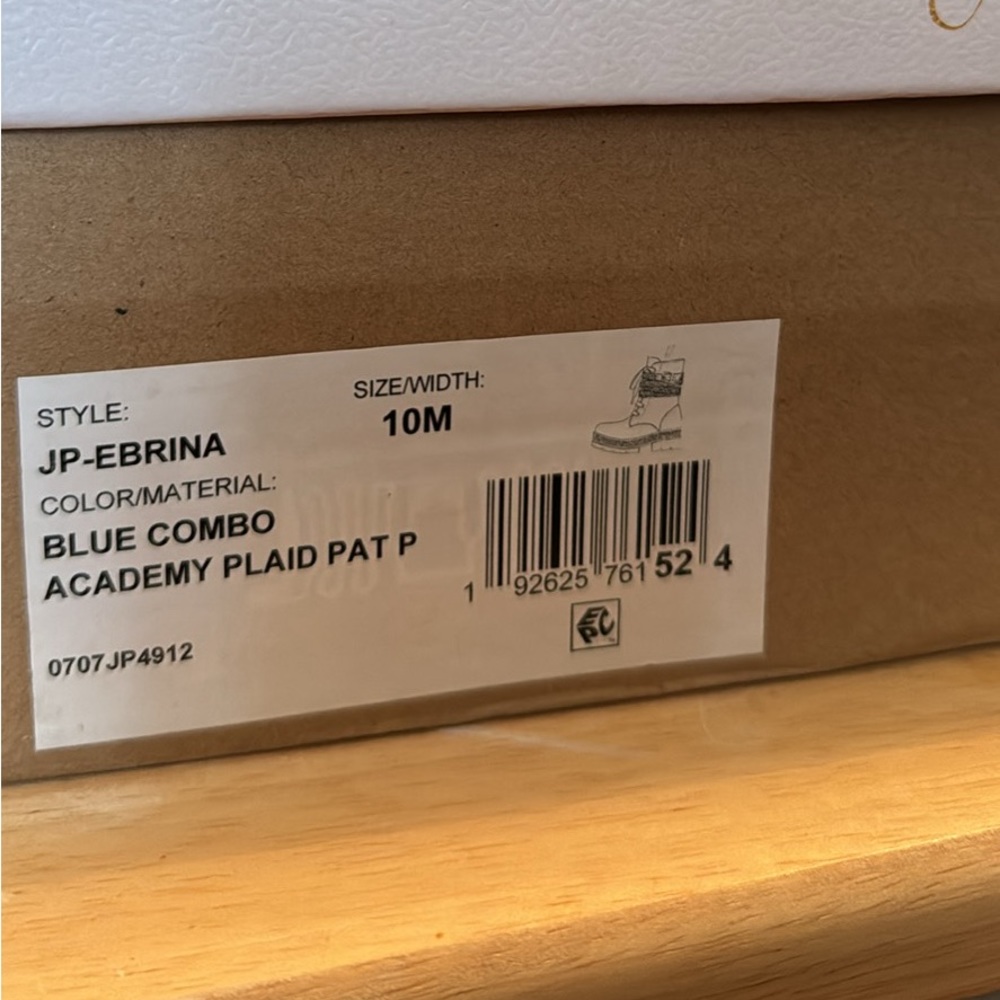 STYLE:
SIZE/WIDTH:
JP-EBRINA
10M
COLOR/MATERIAL:
BLUE COMBO
ACADEMY PLAID PAT P
1 92625 761 52 4
EPC
0707JP4912